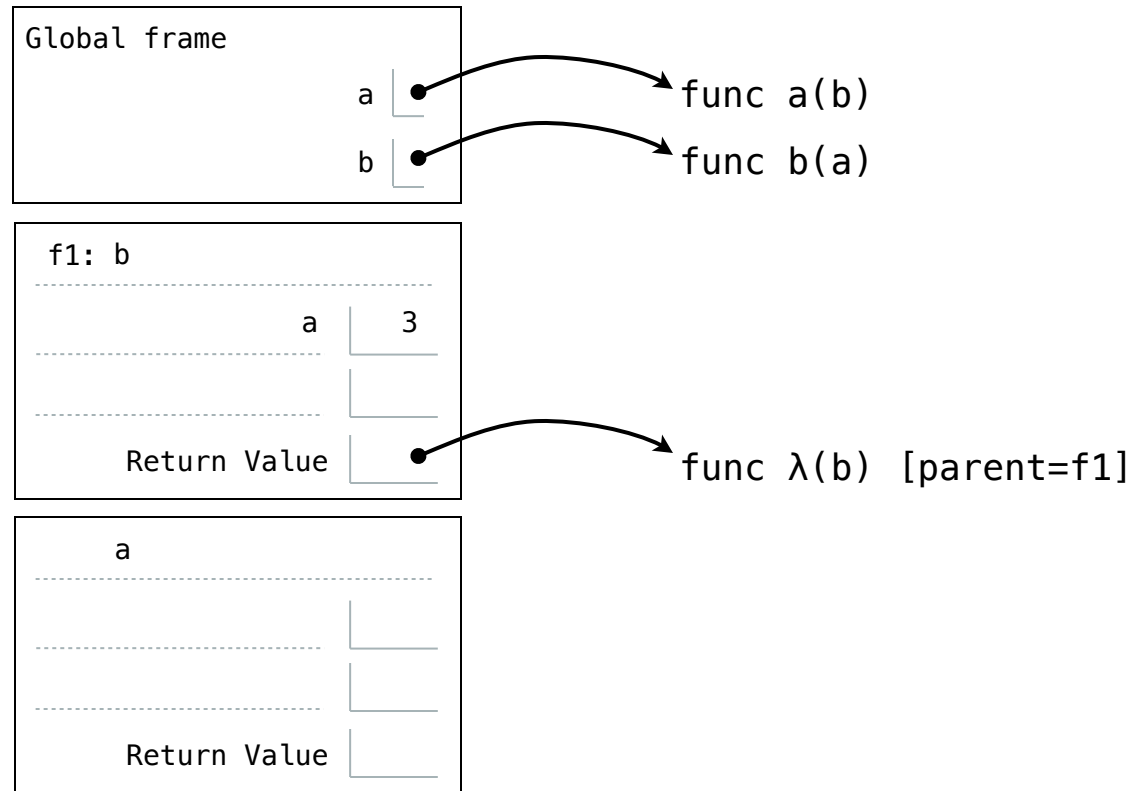 Global frame
a
func a(b)
b
func b(a)
f1: b
a 3
Return Value
func λ(b) [parent=f1]
a
Return Value